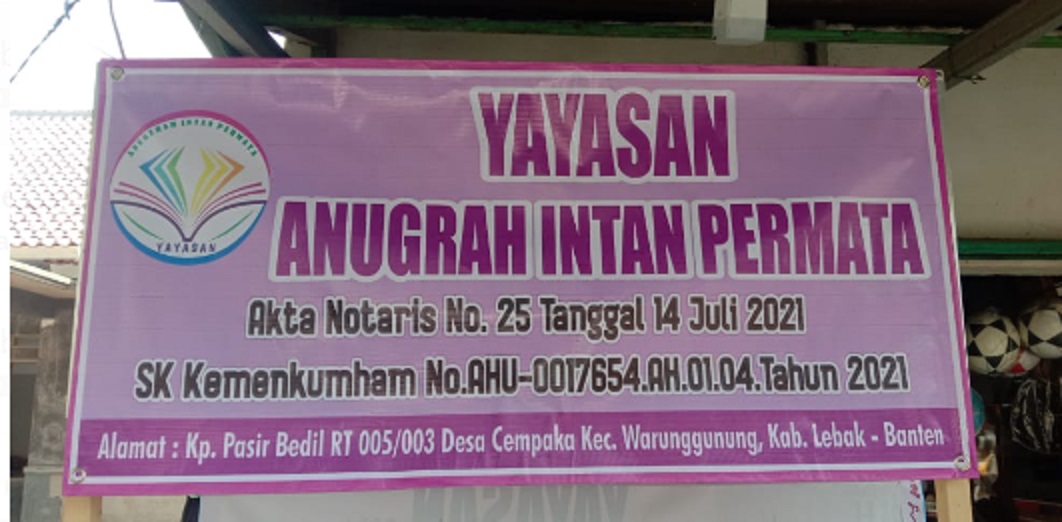 YAYASAN
ANUGRAH INTAN PERMATA
ANUGRAH INTAN PERMATA
YAYASAN
Akta Notaris No. 25 Tanggal 14 Juli 2021
SK Kemenkumham No.AHU-0017654.AH.01.04.Tahun 2021
Alamat : Kp. Pasir Bedil RT 005/003 Desa Cempaka Kec. Warunggunung, Kab. Lebak - Banten
YAYASAN